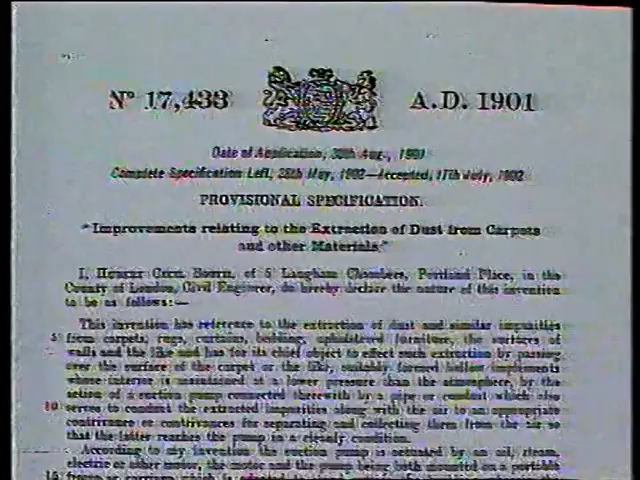 Nº 17,433 A.D. 1901
Date of Application, 30th Aug., 1901
Complete Specification Left, 28th May, 1902—Accepted, 17th July, 1902
PROVISIONAL SPECIFICATION.
"Improvements relating to the Extraction of Dust from Carpets
and other Materials."
I, HUBERT CECIL BOOTH, of 5 Langham Chambers, Portland Place, in the
County of London, Civil Engineer, do hereby declare the nature of this invention
to be as follows:—
This invention has reference to the extraction of dust and similar impurities
5 from carpets, rugs, curtains, bedding, upholstered furniture, the surfaces of
walls and the like and has for its chief object to effect such extraction by passing
over the surface of the carpet or the like, suitably formed hollow implements
whose interior is maintained at a lower pressure than the atmosphere, by the
action of a suction pump connected therewith by a pipe or conduit which also
10 serves to conduct the extracted impurities along with the air to an appropriate
contrivance or contrivances for separating and collecting them from the air so
that the latter reaches the pump in a cleanly condition.
According to my invention the suction pump is actuated by an oil, steam,
electric or other motor, the motor and the pump being both mounted on a portable
15 frame or carriage which is